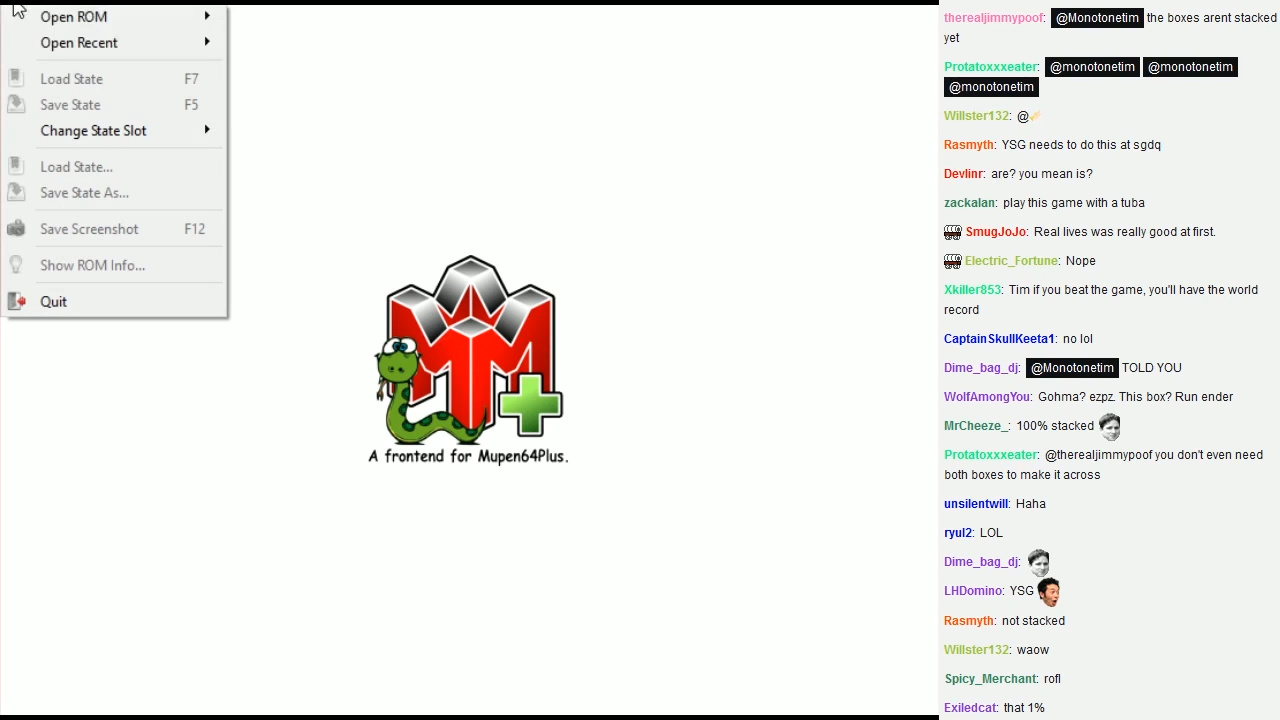 Open ROM
Open Recent
Load State F7
Save State F5
Change State Slot
Load State...
Save State As...
Save Screenshot F12
Show ROM Info...
Quit
A frontend for Mupen64Plus.
therealjimmypoof: @Monotonetim the boxes arent stacked
yet
Protatoxxxeater: @monotonetim @monotonetim
@monotonetim
Willster132: @
Rasmyth: YSG needs to do this at sgdq
Devlinr: are? you mean is?
zackalan: play this game with a tuba
SmugJoJo: Real lives was really good at first.
Electric_Fortune: Nope
Xkiller853: Tim if you beat the game, you'll have the world
record
CaptainSkullKeeta1: no lol
Dime_bag_dj: @Monotonetim TOLD YOU
WolfAmongYou: Gohma? ezpz. This box? Run ender
MrCheeze_: 100% stacked
Protatoxxxeater: @therealjimmypoof you don't even need
both boxes to make it across
unsilentwill: Haha
ryul2: LOL
Dime_bag_dj:
LHDomino: YSG
Rasmyth: not stacked
Willster132: waow
Spicy_Merchant: rofl
Exiledcat: that 1%